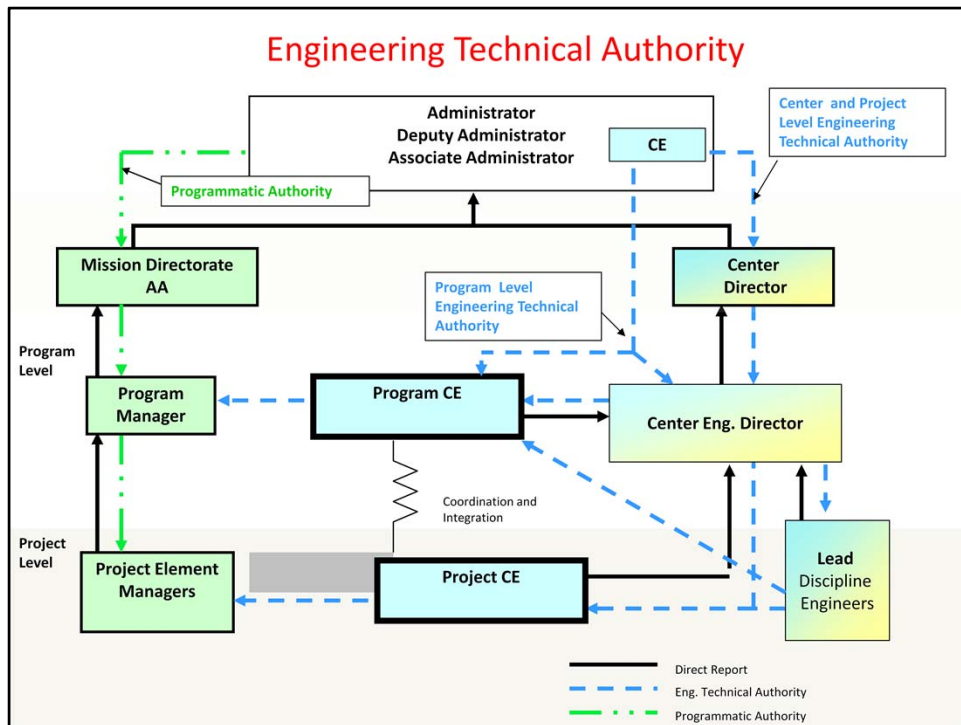 Engineering Technical Authority
Administrator
Deputy Administrator
Associate Administrator
CE
Center and Project
Level Engineering
Technical Authority
Programmatic Authority
Mission Directorate
AA
Center
Director
Program Level
Engineering Technical
Authority
Program
Level
Program
Manager
Program CE
Center Eng. Director
Coordination and
Integration
Project
Level
Project Element
Managers
Project CE
Lead
Discipline
Engineers
Direct Report
Eng. Technical Authority
Programmatic Authority